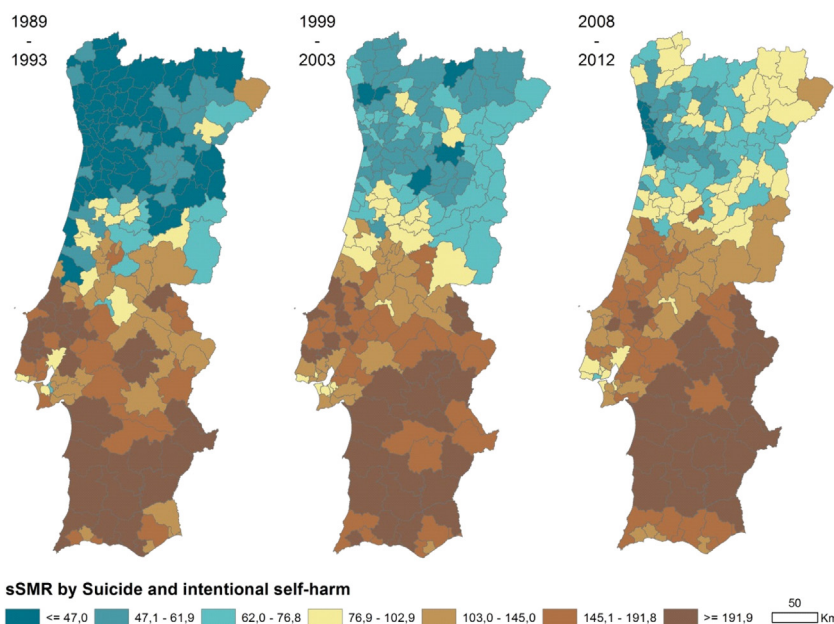 1989
-
1993
1999
-
2003
2008
-
2012
sSMR by Suicide and intentional self-harm
<= 47,0
47,1 - 61,9
62,0 - 76,8
76,9 - 102,9
103,0 - 145,0
145,1 - 191,8
>= 191,9
50
Km